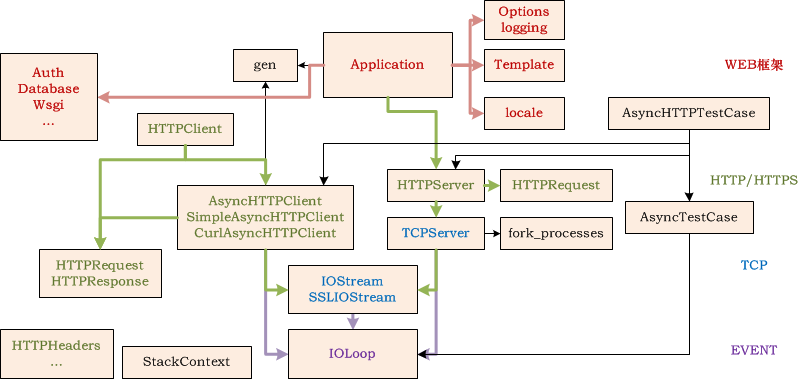 Options
logging
gen
Application
Template
WEB框架
Auth
Database
Wsgi
...
HTTPClient
locale
AsyncHTTPTestCase
HTTPServer
HTTPRequest
HTTP/HTTPS
AsyncHTTPClient
SimpleAsyncHTTPClient
CurlAsyncHTTPClient
AsyncTestCase
TCPServer
fork_processes
HTTPRequest
HTTPResponse
IOStream
SSLIOStream
TCP
HTTPHeaders
...
StackContext
IOLoop
EVENT